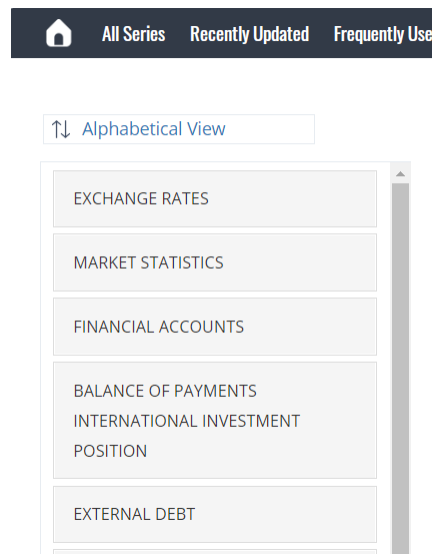 All Series Recently Updated Frequently Use
Alphabetical View
EXCHANGE RATES
MARKET STATISTICS
FINANCIAL ACCOUNTS
BALANCE OF PAYMENTS
INTERNATIONAL INVESTMENT
POSITION
EXTERNAL DEBT